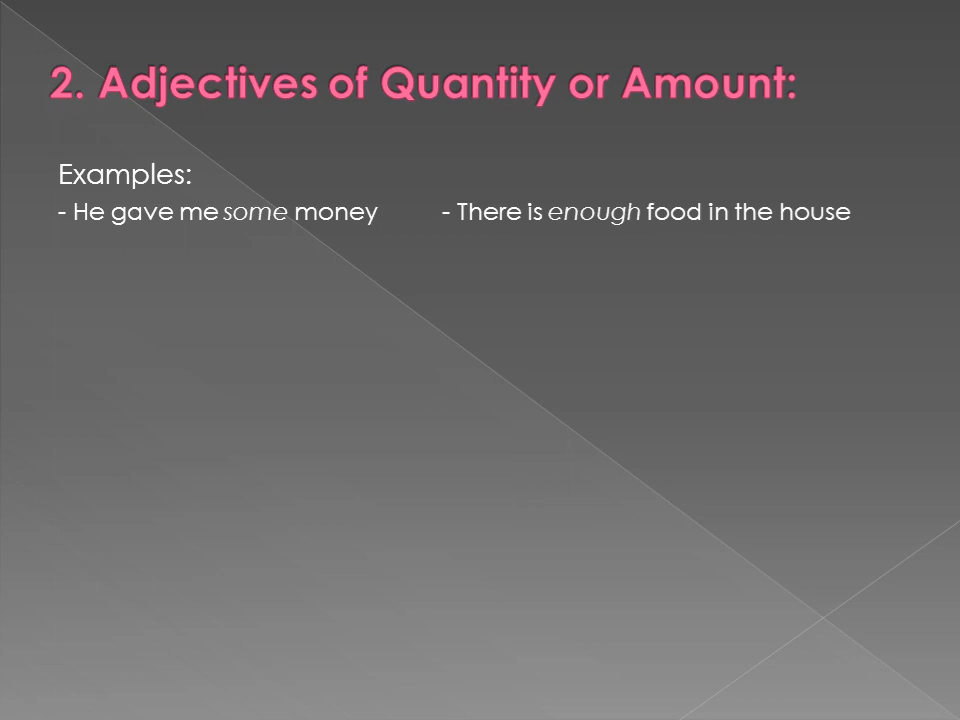 2. Adjectives of Quantity or Amount:
Examples:
- He gave me some money - There is enough food in the house